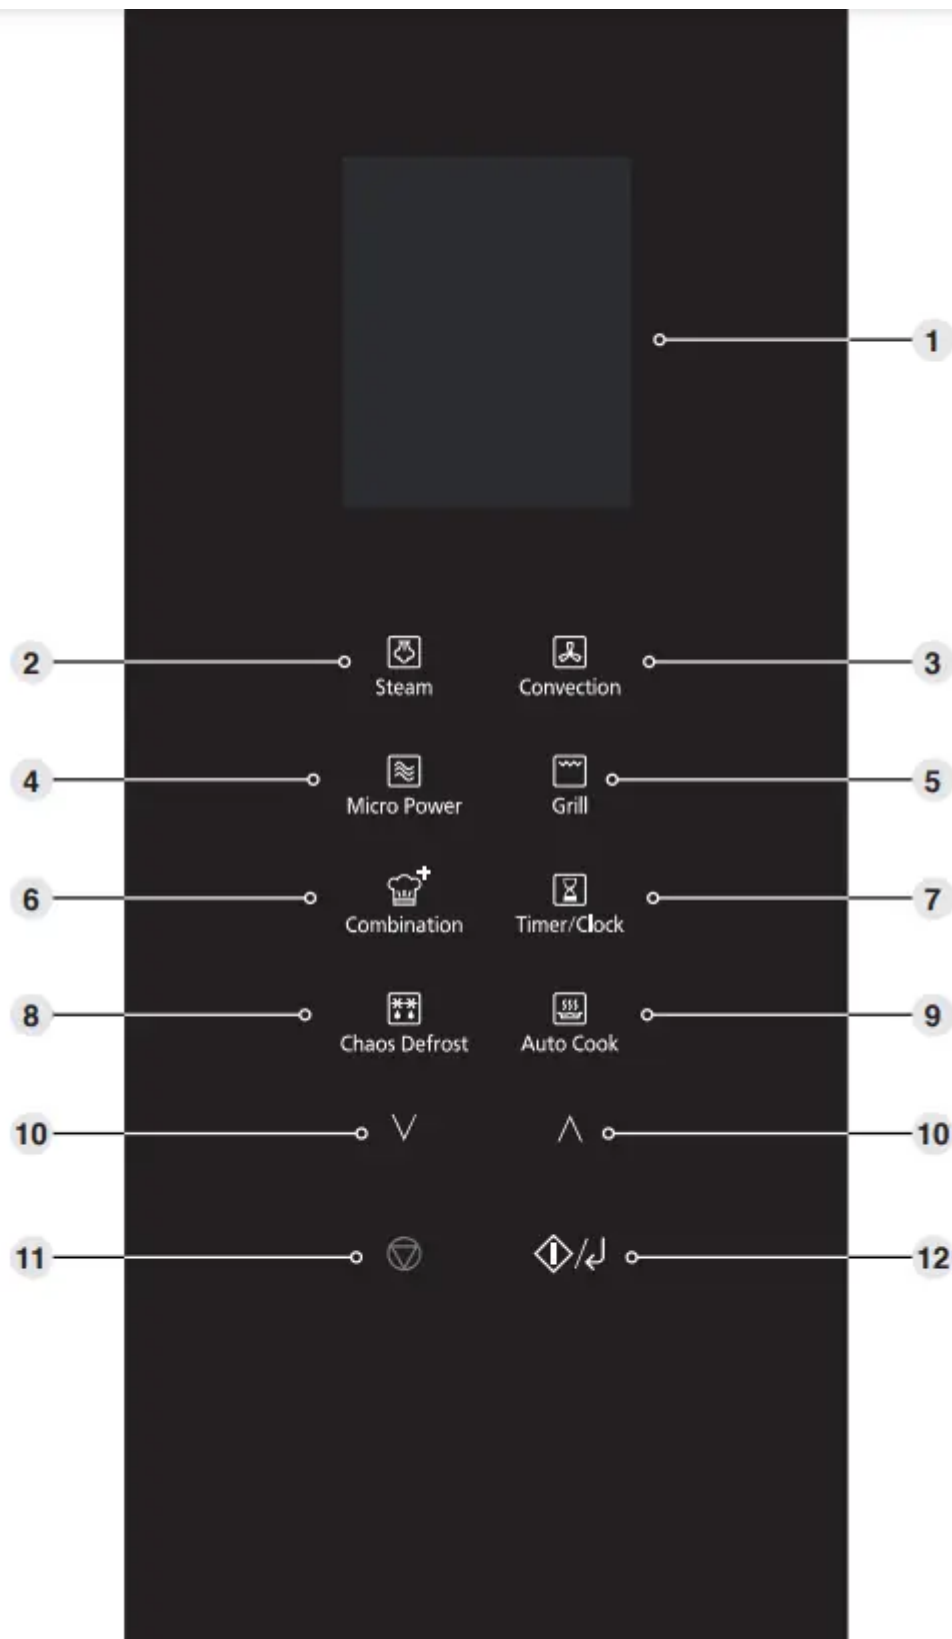 1
2 Steam Convection 3
4 Micro Power Grill 5
6 Combination Timer/Clock 7
8 Chaos Defrost Auto Cook 9
10 10
11 12